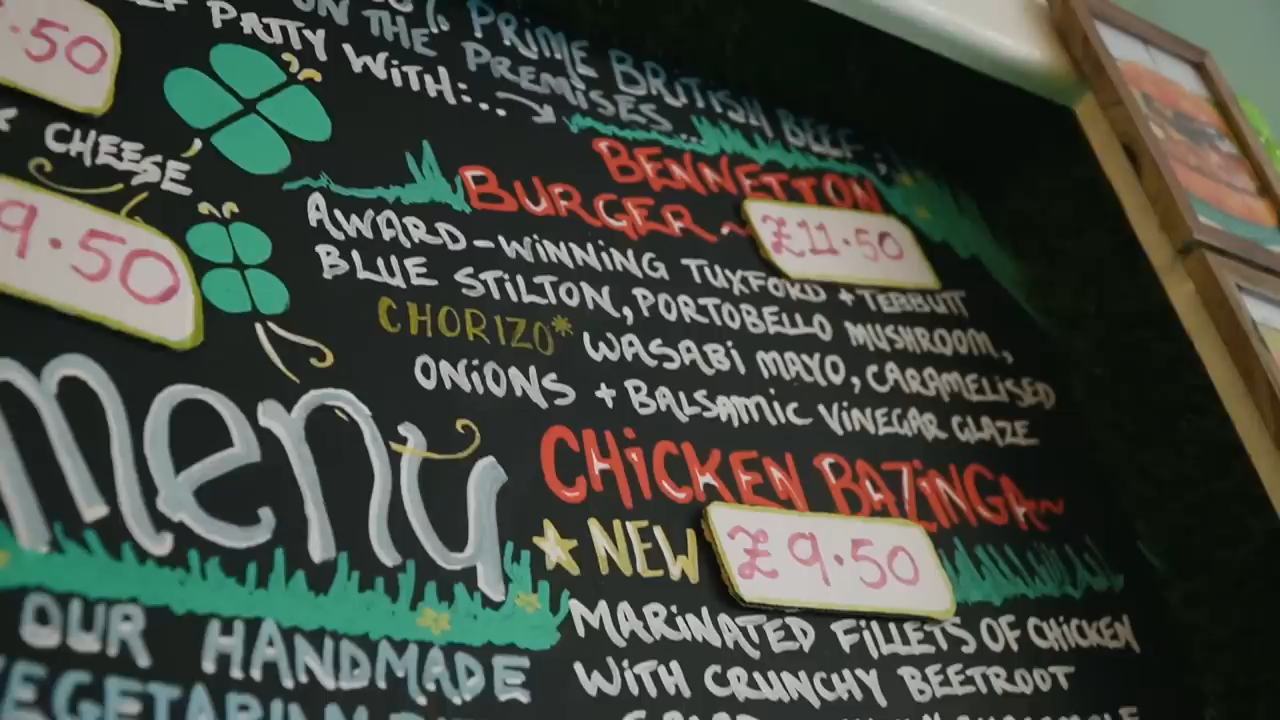 .50
PRIME BRITISH BEEF,
ON THE PREMISES...
PATTY WITH:..
CHEESE
9.50
BENNETTON
BURGER ~ £11.50
AWARD-WINNING TUXFORD + TEBBUTT
BLUE STILTON, PORTOBELLO MUSHROOM,
CHORIZO* WASABI MAYO, CARAMELISED
ONIONS + BALSAMIC VINEGAR GLAZE
menu
CHICKEN BAZINGA~
NEW £9.50
MARINATED FILLETS OF CHICKEN
WITH CRUNCHY BEETROOT
OUR HANDMADE